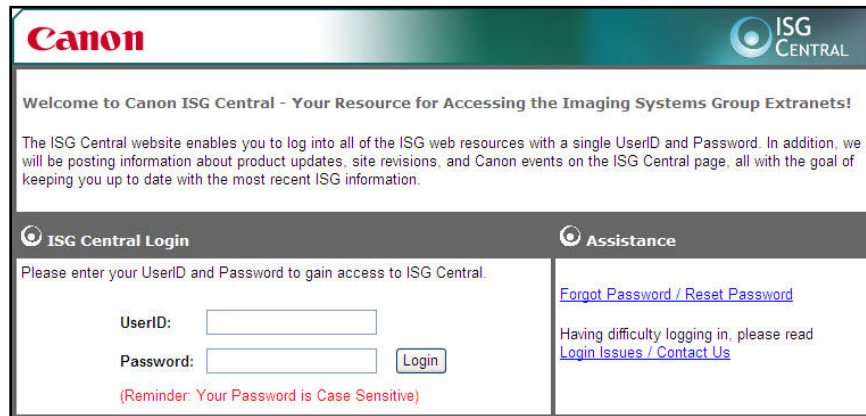 Canon
ISG
CENTRAL
Welcome to Canon ISG Central - Your Resource for Accessing the Imaging Systems Group Extranets!
The ISG Central website enables you to log into all of the ISG web resources with a single UserID and Password. In addition, we
will be posting information about product updates, site revisions, and Canon events on the ISG Central page, all with the goal of
keeping you up to date with the most recent ISG information.
ISG Central Login
Please enter your UserID and Password to gain access to ISG Central.
UserID:
Password:
Login
(Reminder: Your Password is Case Sensitive)
Assistance
Forgot Password / Reset Password
Having difficulty logging in, please read
Login Issues / Contact Us